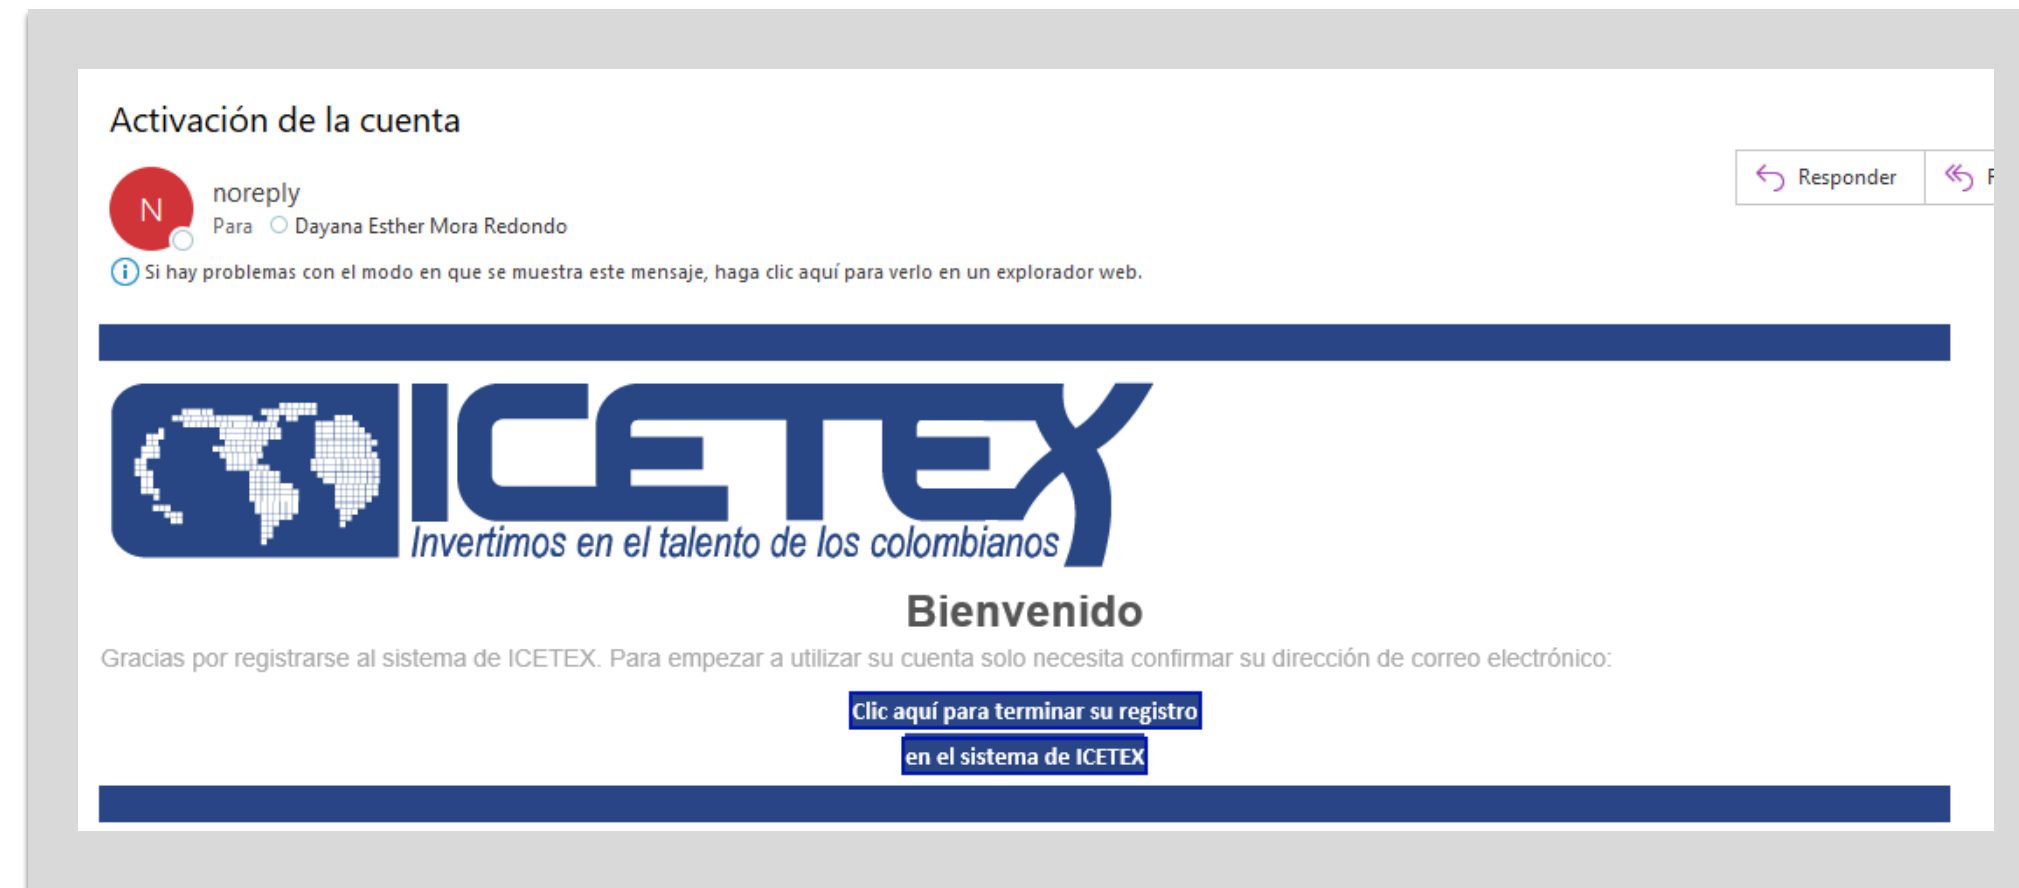 Activación de la cuenta
N
noreply
Para Dayana Esther Mora Redondo
Responder
Si hay problemas con el modo en que se muestra este mensaje, haga clic aquí para verlo en un explorador web.
ICETEX
Invertimos en el talento de los colombianos
Bienvenido
Gracias por registrarse al sistema de ICETEX. Para empezar a utilizar su cuenta solo necesita confirmar su dirección de correo electrónico:
Clic aquí para terminar su registro
en el sistema de ICETEX